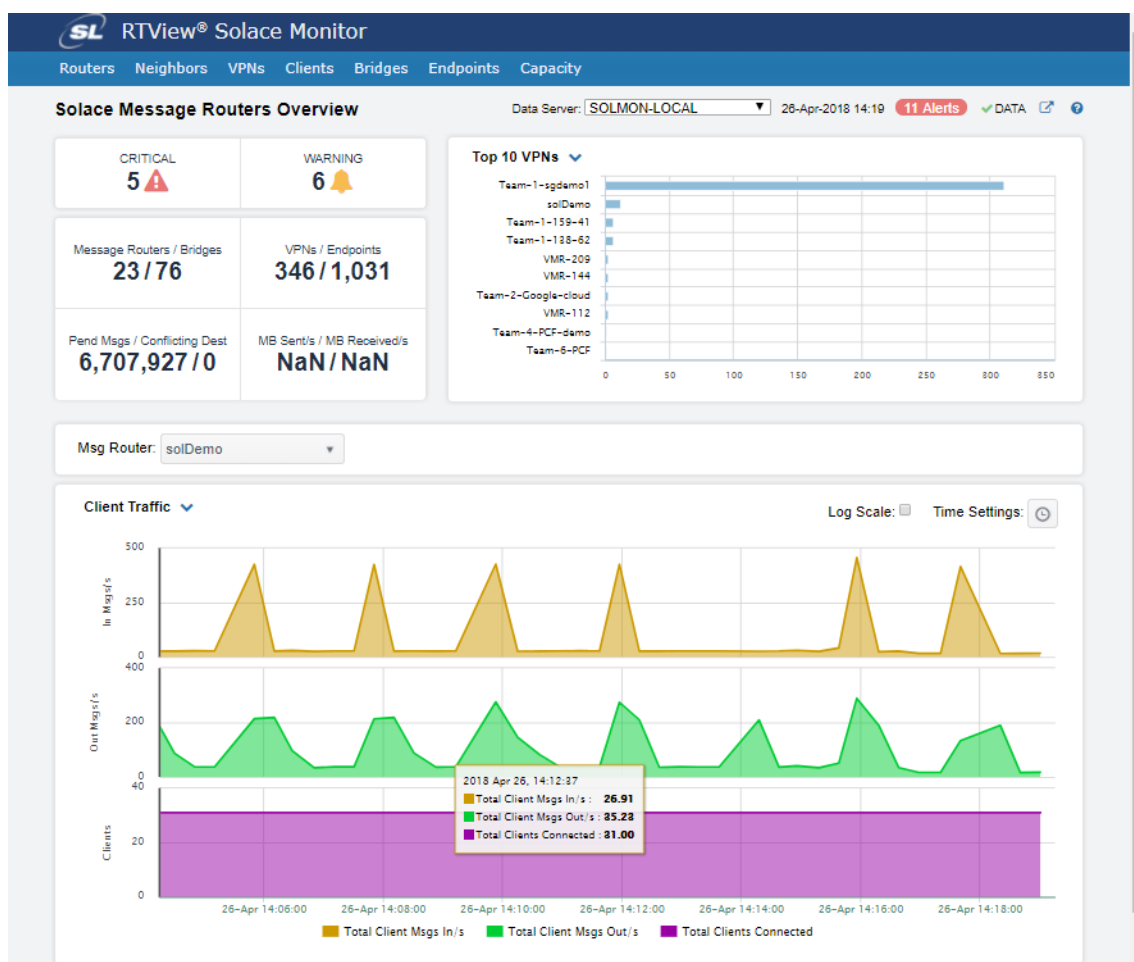 SL RTView® Solace Monitor
Routers Neighbors VPNs Clients Bridges Endpoints Capacity
Solace Message Routers Overview
Data Server: SOLMON-LOCAL 26-Apr-2018 14:19 11 Alerts DATA
CRITICAL
5
WARNING
6
Message Routers / Bridges
23 / 76
VPNs / Endpoints
346 / 1,031
Pend Msgs / Conflicting Dest
6,707,927 / 0
MB Sent/s / MB Received/s
NaN / NaN
Top 10 VPNs
Team-1-sgdemo1
solDemo
Team-1-159-41
Team-1-138-62
VMR-209
VMR-144
Team-2-Google-cloud
VMR-112
Team-4-PCF-demo
Team-6-PCF
0 50 100 150 200 250 300 350
Msg Router: solDemo
Client Traffic
Log Scale: Time Settings:
500
250
0
In Msgs/s
400
200
0
Out Msgs/s
40
20
0
Clients
2018 Apr 26, 14:12:37
Total Client Msgs In/s : 26.91
Total Client Msgs Out/s : 35.23
Total Clients Connected : 31.00
26-Apr 14:06:00 26-Apr 14:08:00 26-Apr 14:10:00 26-Apr 14:12:00 26-Apr 14:14:00 26-Apr 14:16:00 26-Apr 14:18:00
Total Client Msgs In/s Total Client Msgs Out/s Total Clients Connected